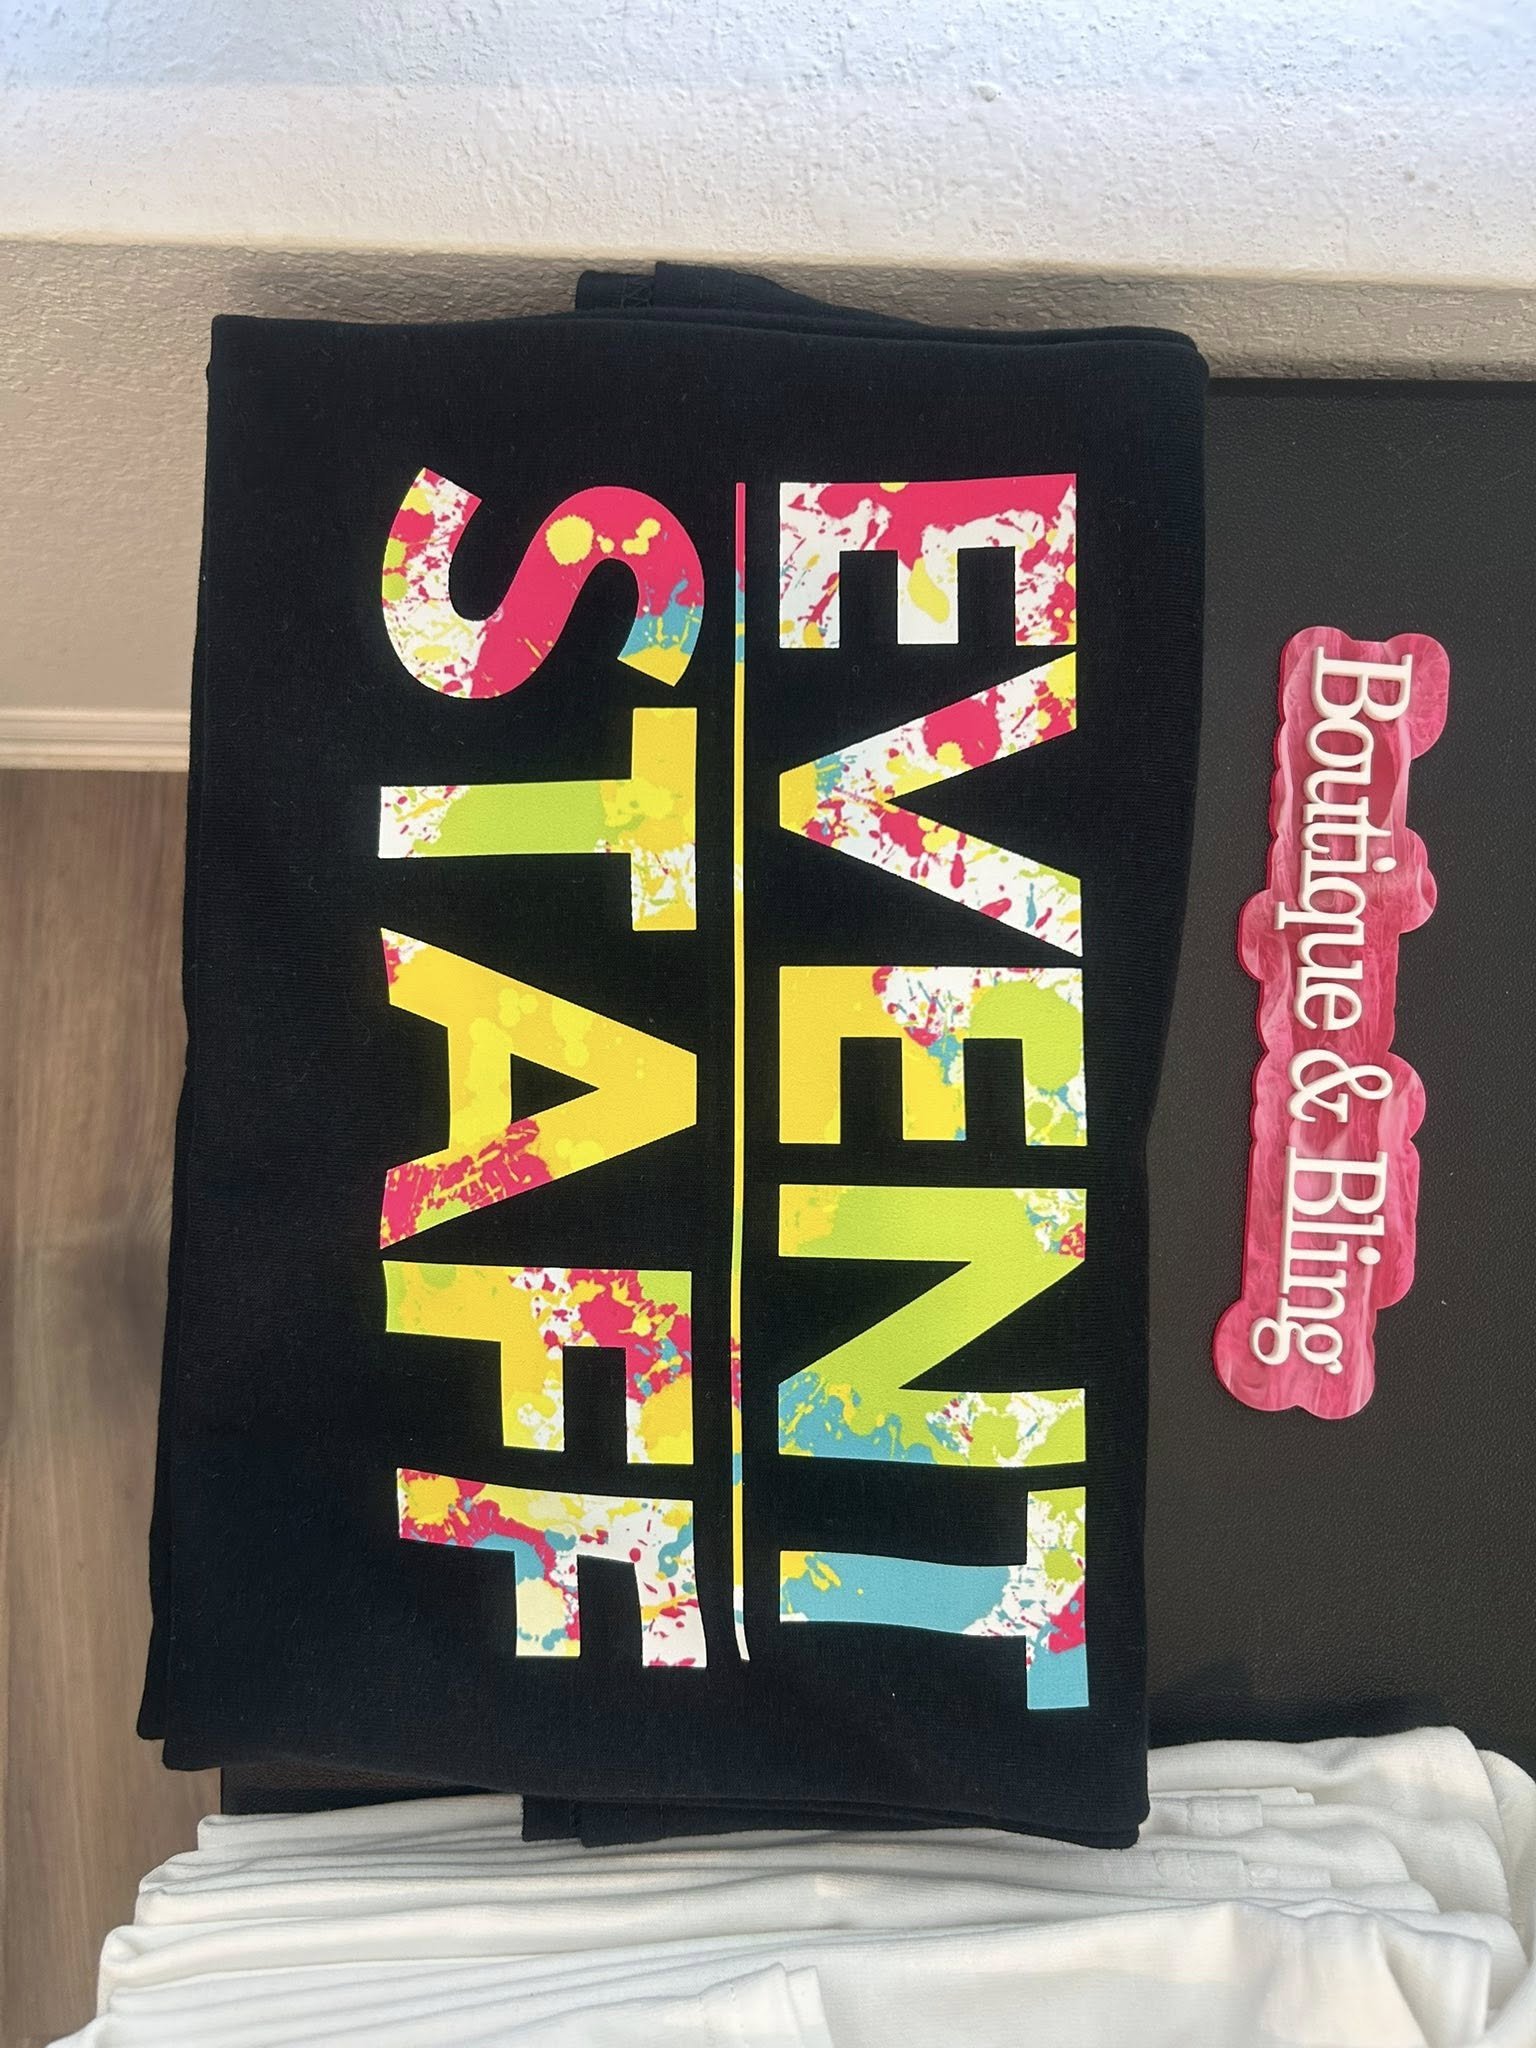 Boutique & Bling
EVENT
STAFF